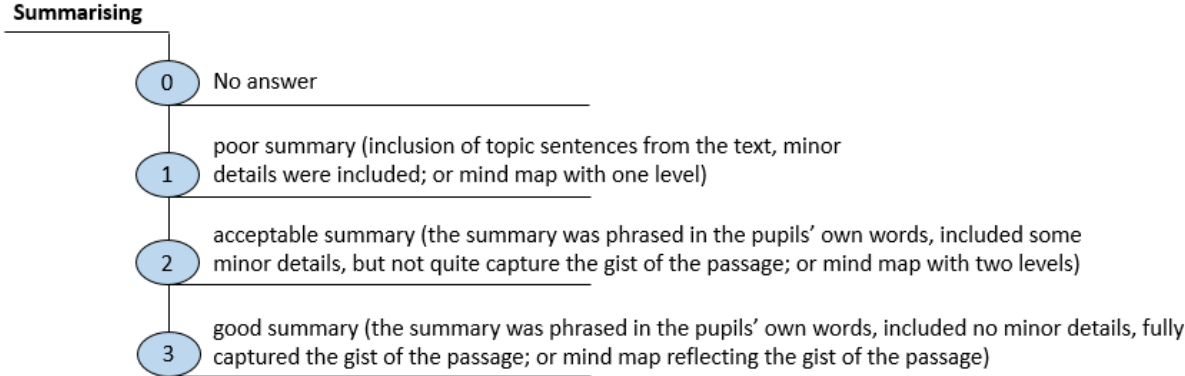 Summarising
0 No answer
poor summary (inclusion of topic sentences from the text, minor
1 details were included; or mind map with one level)
acceptable summary (the summary was phrased in the pupils’ own words, included some
2 minor details, but not quite capture the gist of the passage; or mind map with two levels)
good summary (the summary was phrased in the pupils’ own words, included no minor details, fully
3 captured the gist of the passage; or mind map reflecting the gist of the passage)